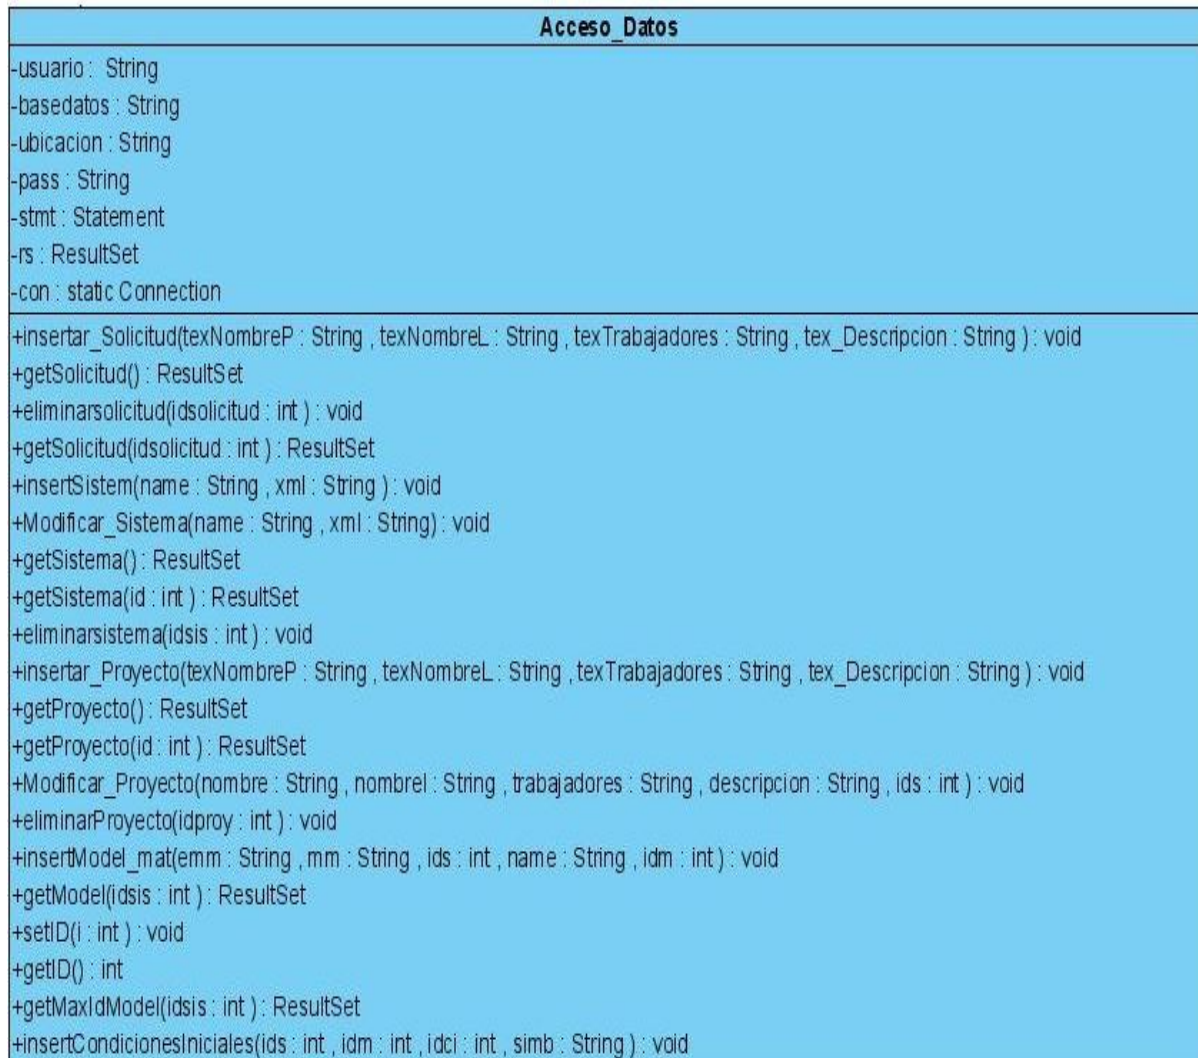 Acceso_Datos
-usuario : String
-basedatos : String
-ubicacion : String
-pass : String
-stmt : Statement
-rs : ResultSet
-con : static Connection
+insertar_Solicitud(texNombreP : String , texNombreL : String , texTrabajadores : String , tex_Descripcion : String ) : void
+getSolicitud() : ResultSet
+eliminarsolicitud(idsolicitud : int ) : void
+getSolicitud(idsolicitud : int ) : ResultSet
+insertSistem(name : String , xml : String ) : void
+Modificar_Sistema(name : String , xml : String) : void
+getSistema() : ResultSet
+getSistema(id : int ) : ResultSet
+eliminarsistema(idsis : int ) : void
+insertar_Proyecto(texNombreP : String , texNombreL : String , texTrabajadores : String , tex_Descripcion : String ) : void
+getProyecto() : ResultSet
+getProyecto(id : int ) : ResultSet
+Modificar_Proyecto(nombre : String , nombrel : String , trabajadores : String , descripcion : String , ids : int ) : void
+eliminarProyecto(idproy : int ) : void
+insertModel_mat(emm : String , mm : String , ids : int , name : String , idm : int ) : void
+getModel(idsis : int ) : ResultSet
+setID(i : int ) : void
+getID() : int
+getMaxIdModel(idsis : int ) : ResultSet
+insertCondicionesIniciales(ids : int , idm : int , idci : int , simb : String ) : void